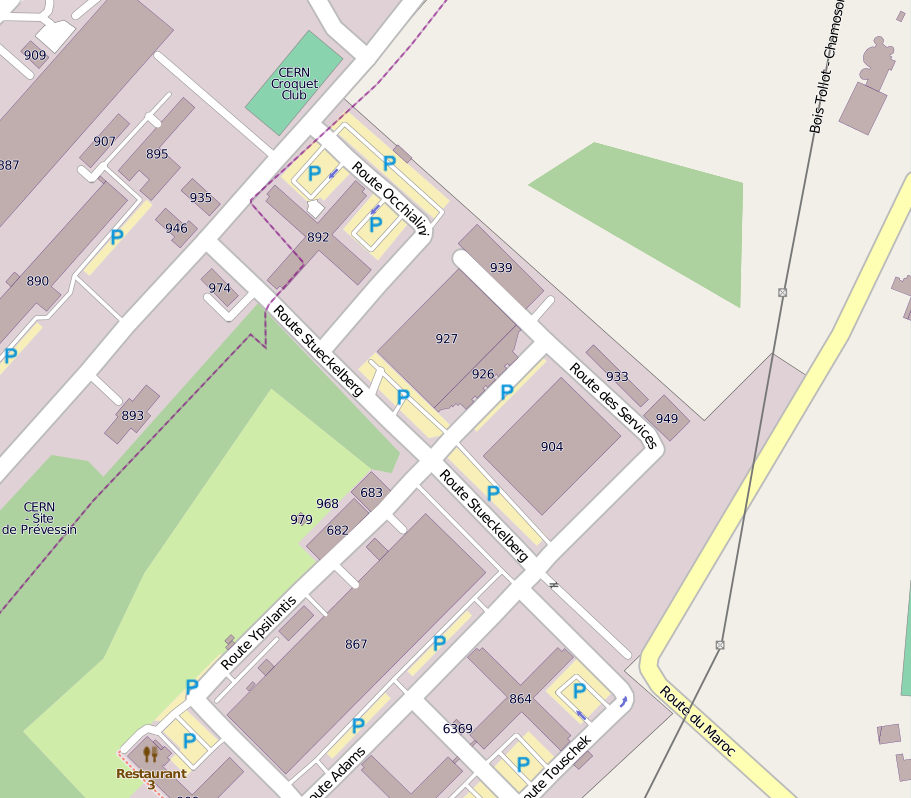 Bois-Tollot - Chamoson
909
CERN
Croquet
Club
907
895
887
P
P
Route Occhialini
935
946
P
P
892
939
890
974
Route Stueckelberg
927
P
926
933
Route des Services
P
P
949
893
904
683
968
979
682
P
Route Stueckelberg
CERN
- Site
de Prévessin
Route Ypsilantis
867
P
P
864
P
Route du Maroc
P
6369
P
P
Restaurant
3
Route Adams
Route Touschek